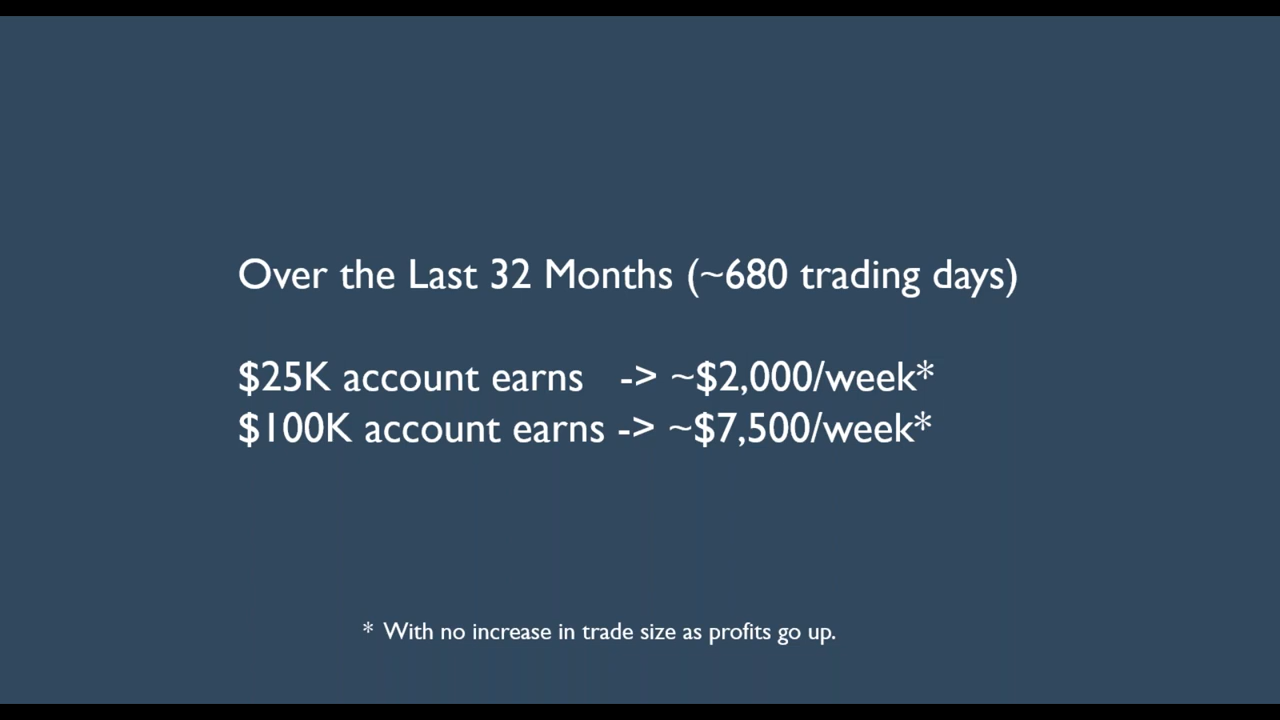 Over the Last 32 Months (~680 trading days)
$25K account earns -> ~$2,000/week*
$100K account earns -> ~$7,500/week*
* With no increase in trade size as profits go up.